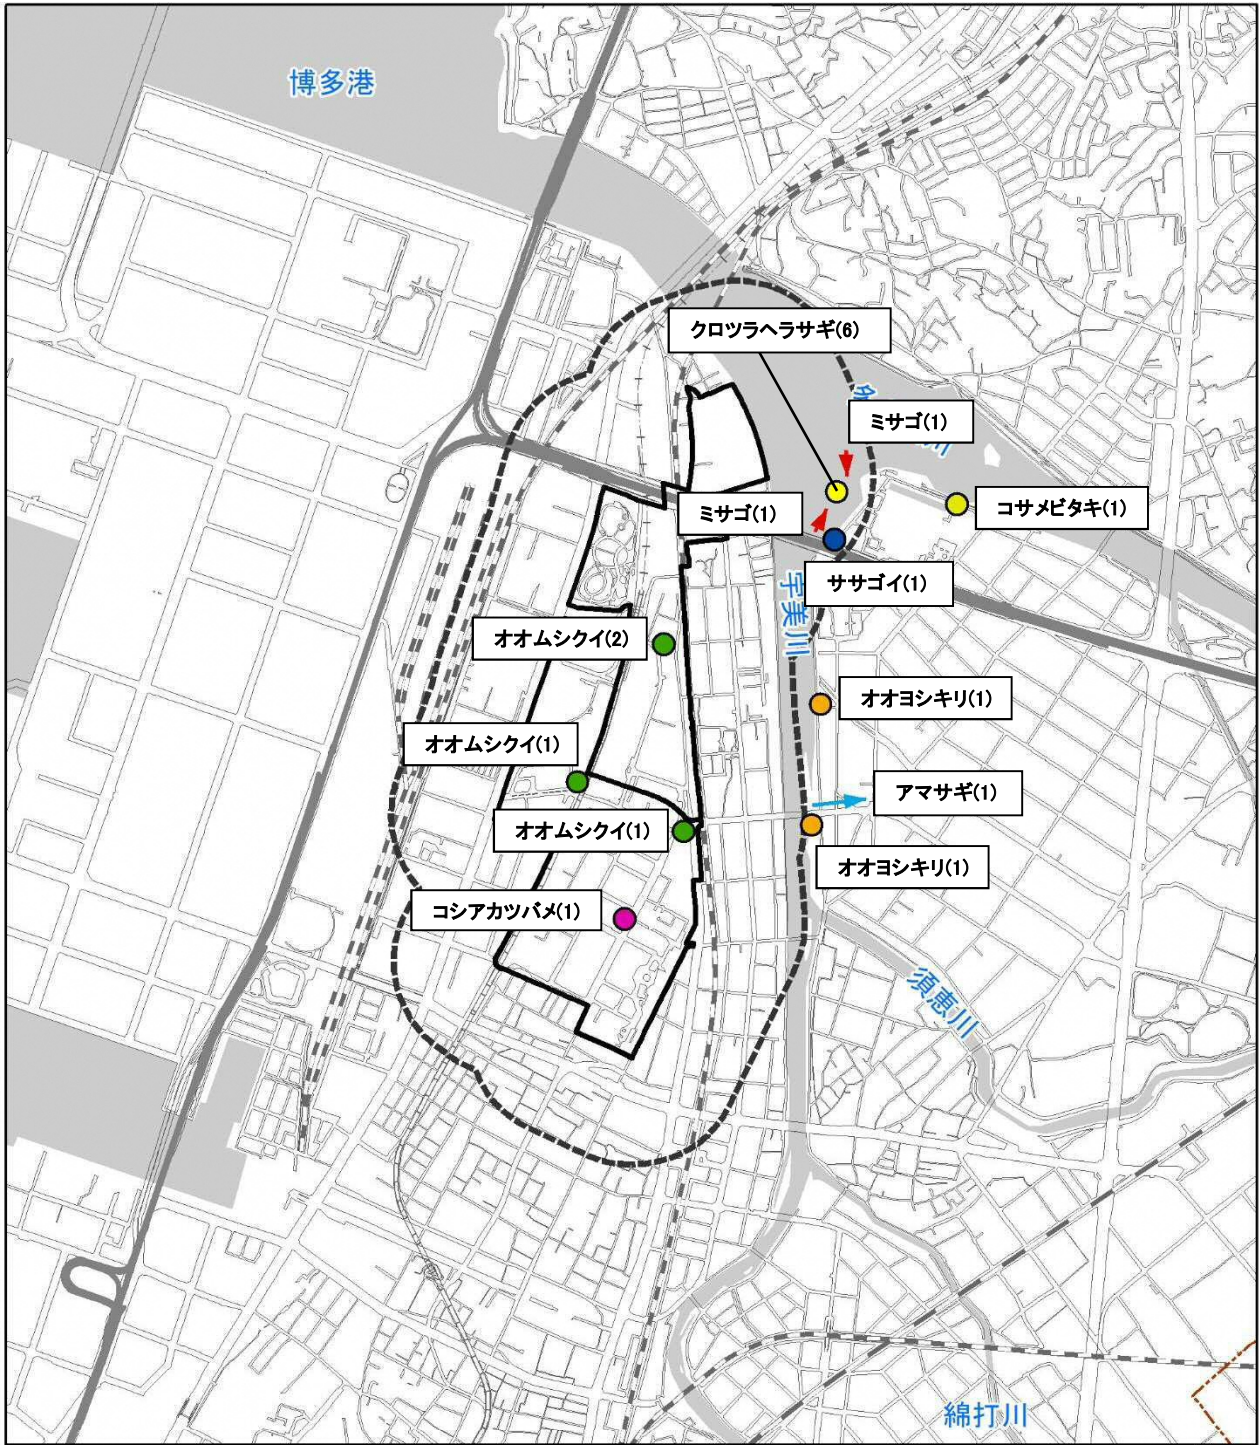 博多港
クロツラヘラサギ(6)
ミサゴ(1)
川
コサメビタキ(1)
ミサゴ(1)
ササゴイ(1)
宇美川
オオムシクイ(2)
オオヨシキリ(1)
オオムシクイ(1)
アマサギ(1)
オオムシクイ(1)
オオヨシキリ(1)
コシアカツバメ(1)
須恵川
綿打川